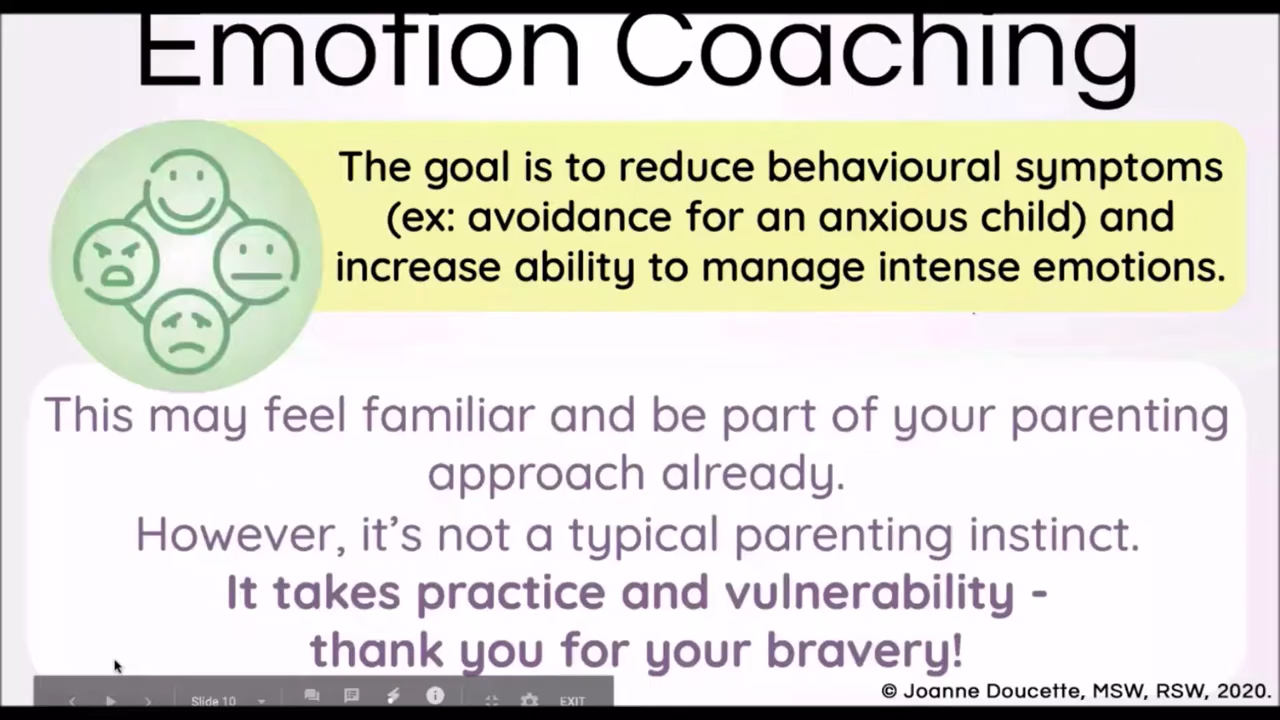 Emotion Coaching
The goal is to reduce behavioural symptoms
(ex: avoidance for an anxious child) and
increase ability to manage intense emotions.
This may feel familiar and be part of your parenting
approach already.
However, it's not a typical parenting instinct.
It takes practice and vulnerability -
thank you for your bravery!
Slide 10
EXIT
© Joanne Doucette, MSW, RSW, 2020.